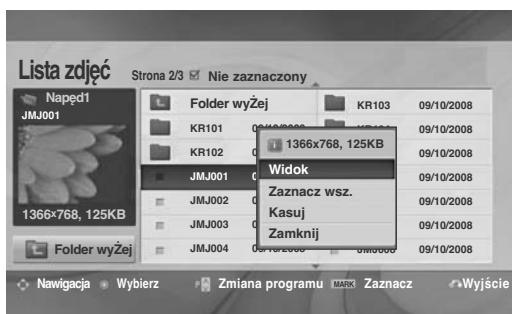 Lista zdjęć Strona 2/3 Nie zaznaczony
Napęd1
JMJ001
1366×768, 125KB
Folder wyŻej
Folder wyŻej
KR101
KR102
JMJ001
JMJ002
JMJ003
JMJ004
KR103 09/10/2008
09/10/2008
09/10/2008
09/10/2008
09/10/2008
09/10/2008
09/10/2008
1366x768, 125KB
Widok
Zaznacz wsz.
Kasuj
Zamknij
Nawigacja Wybierz P Zmiana programu MARK Zaznacz Wyjście